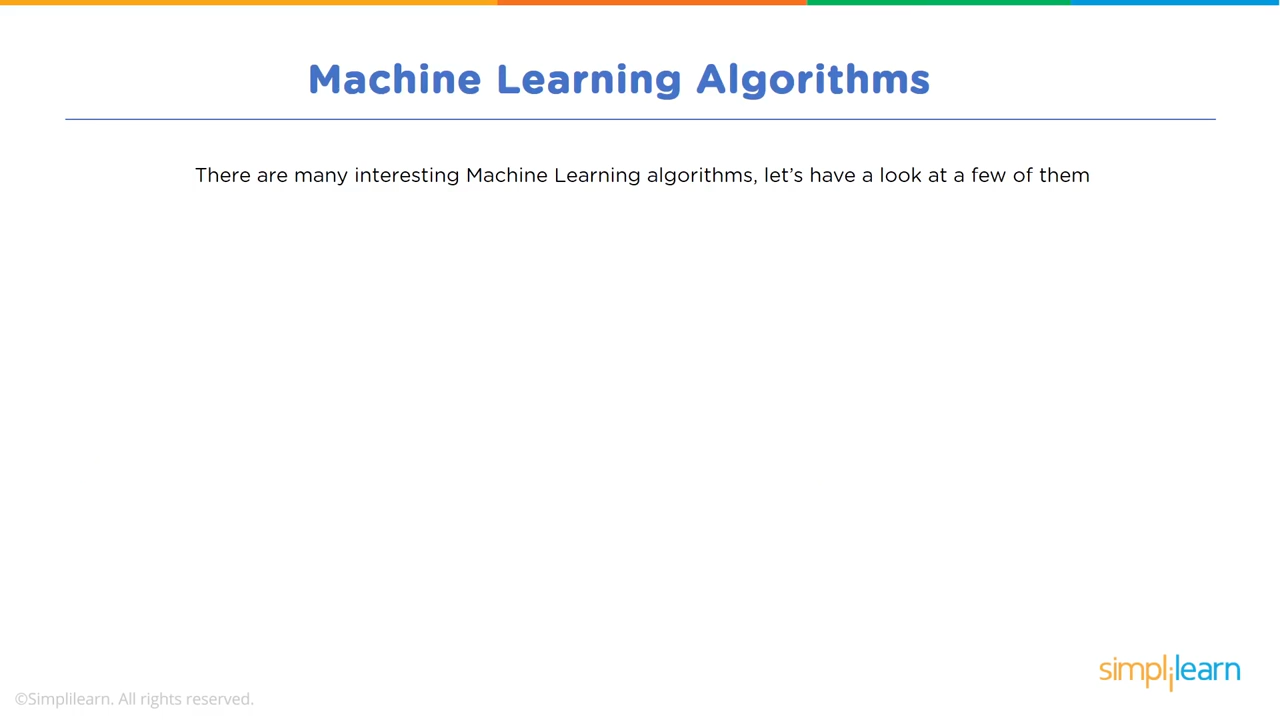 Machine Learning Algorithms
There are many interesting Machine Learning algorithms, let’s have a look at a few of them
simplilearn
©Simplilearn. All rights reserved.